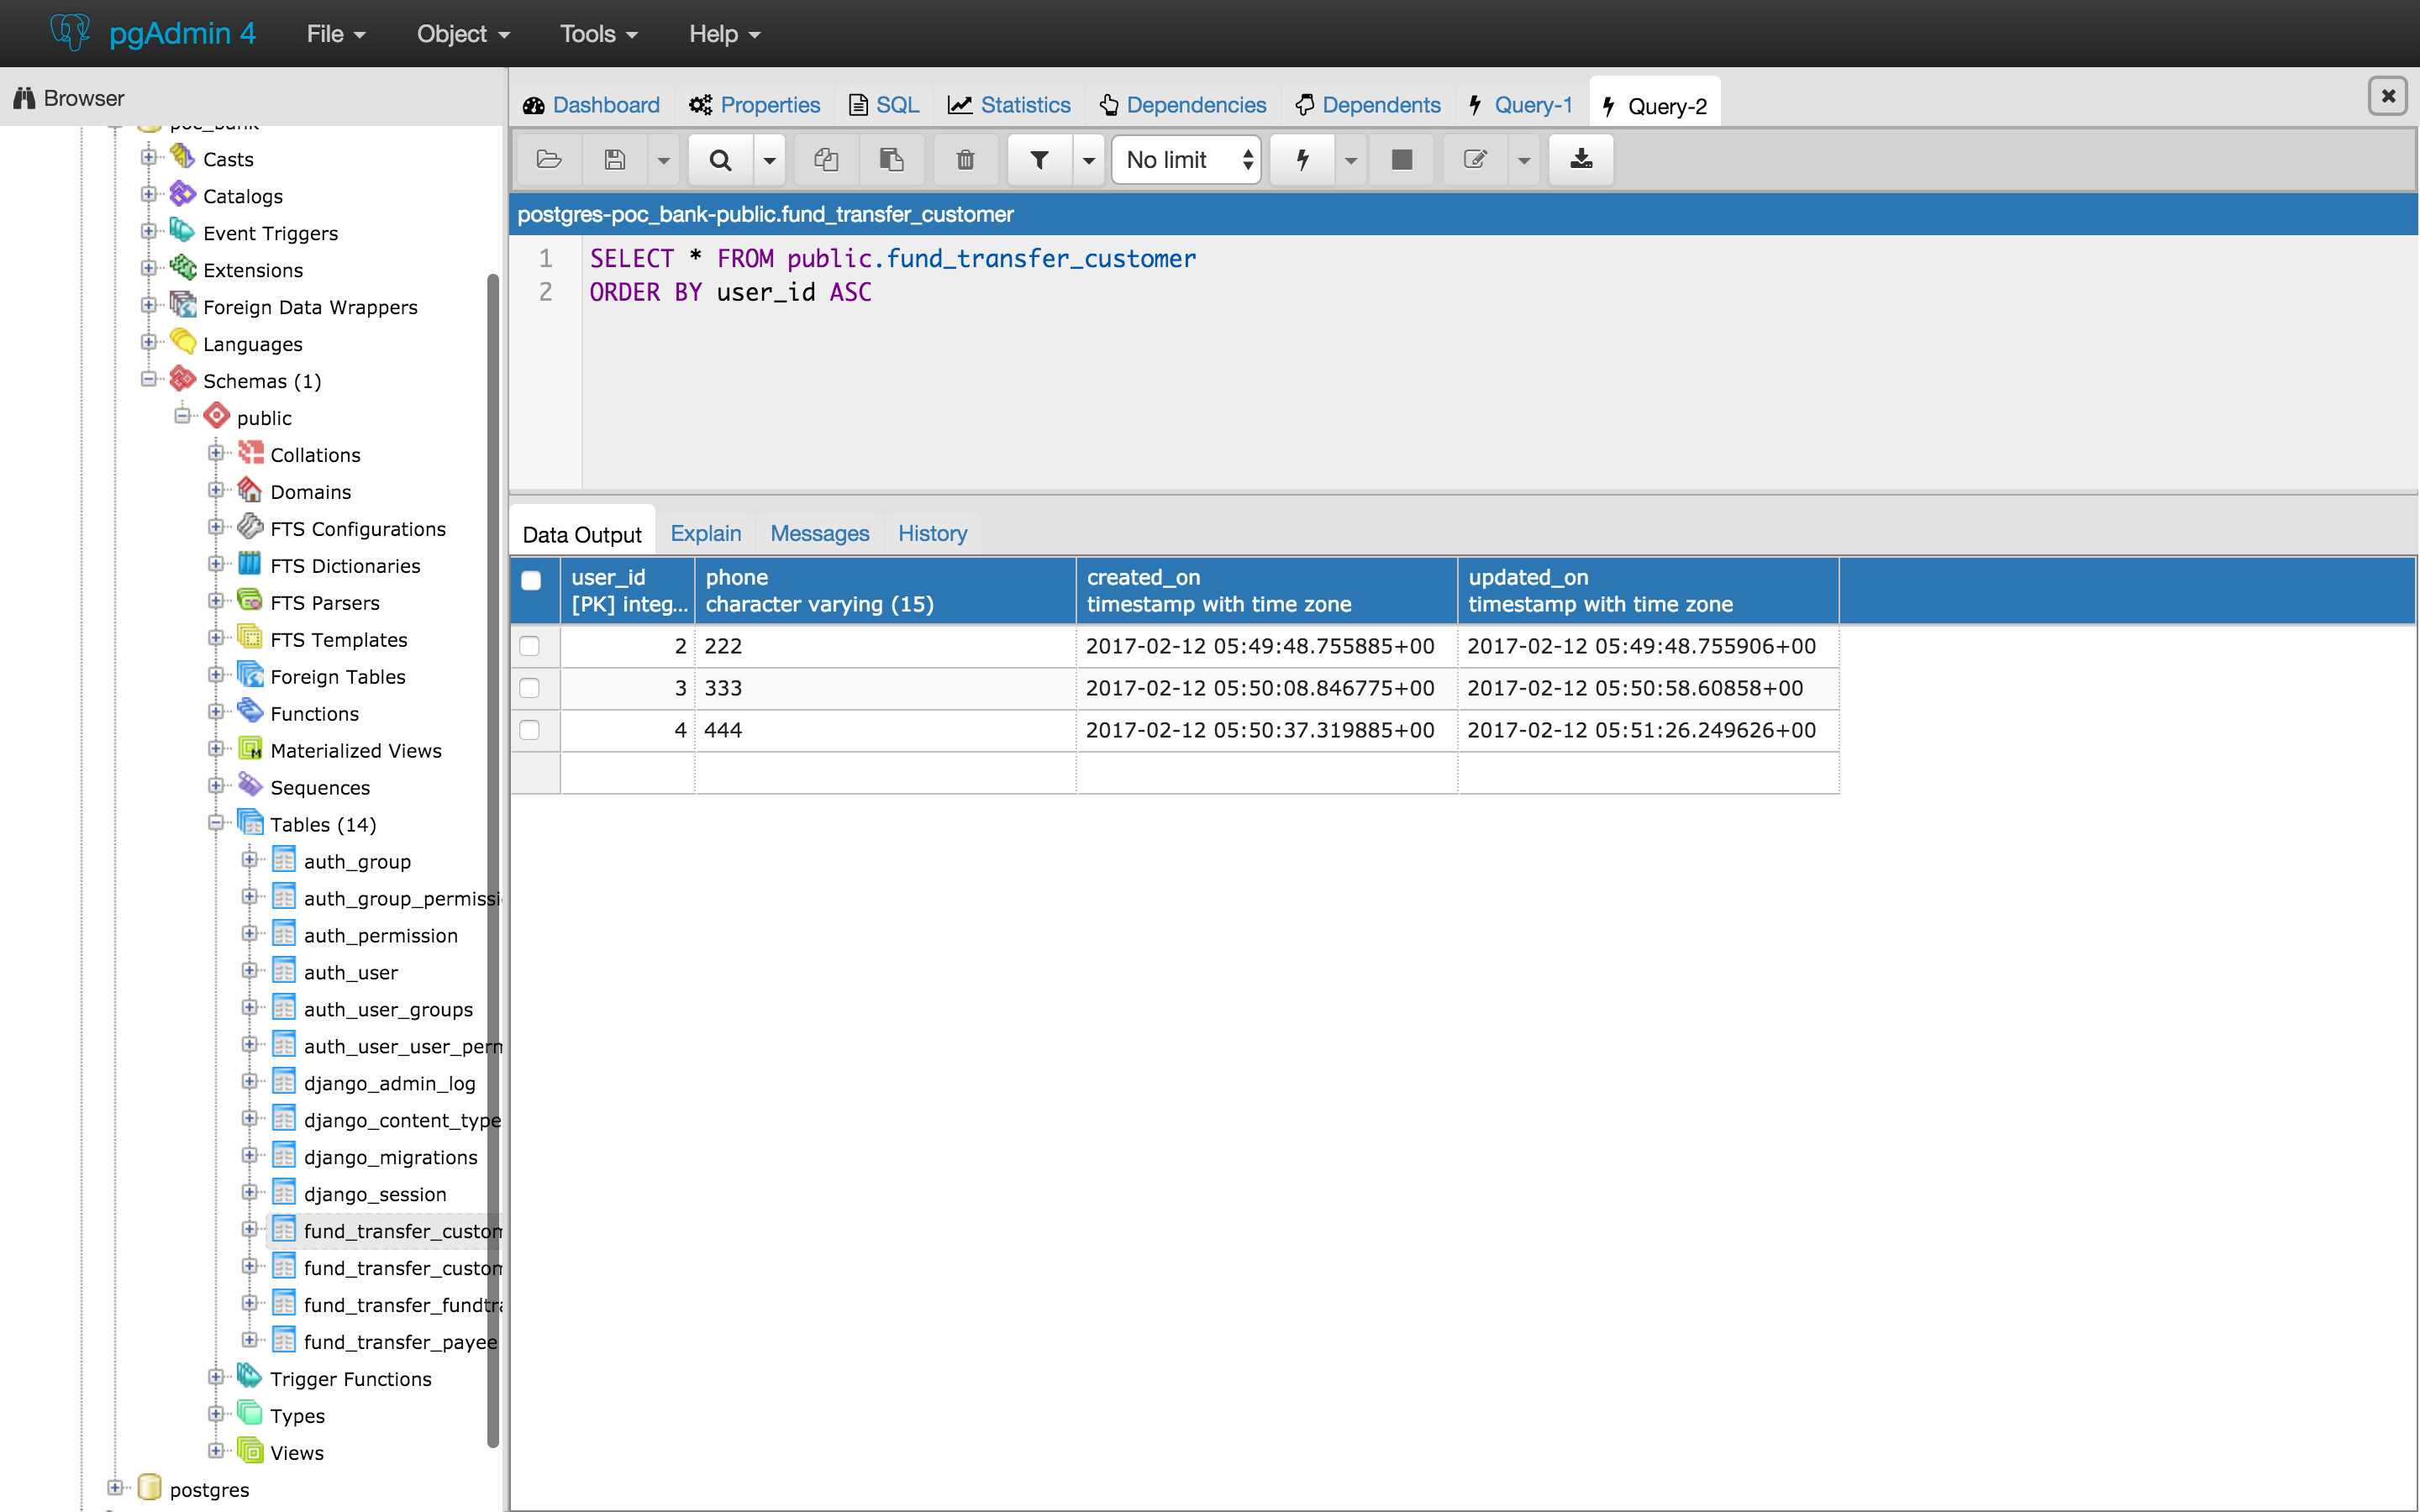 pgAdmin 4 File Object Tools Help
Browser
Casts
Catalogs
Event Triggers
Extensions
Foreign Data Wrappers
Languages
Schemas (1)
public
Collations
Domains
FTS Configurations
FTS Dictionaries
FTS Parsers
FTS Templates
Foreign Tables
Functions
Materialized Views
Sequences
Tables (14)
auth_group
auth_group_permissi
auth_permission
auth_user
auth_user_groups
auth_user_user_perm
django_admin_log
django_content_type
django_migrations
django_session
fund_transfer_custom
fund_transfer_custom
fund_transfer_fundtra
fund_transfer_payee
Trigger Functions
Types
Views
postgres
Dashboard Properties SQL Statistics Dependencies Dependents Query-1 Query-2
No limit
postgres-poc_bank-public.fund_transfer_customer
1 SELECT * FROM public.fund_transfer_customer
2 ORDER BY user_id ASC
Data Output Explain Messages History
user_id phone created_on updated_on
[PK] integ... character varying (15) timestamp with time zone timestamp with time zone
2 222 2017-02-12 05:49:48.755885+00 2017-02-12 05:49:48.755906+00
3 333 2017-02-12 05:50:08.846775+00 2017-02-12 05:50:58.60858+00
4 444 2017-02-12 05:50:37.319885+00 2017-02-12 05:51:26.249626+00